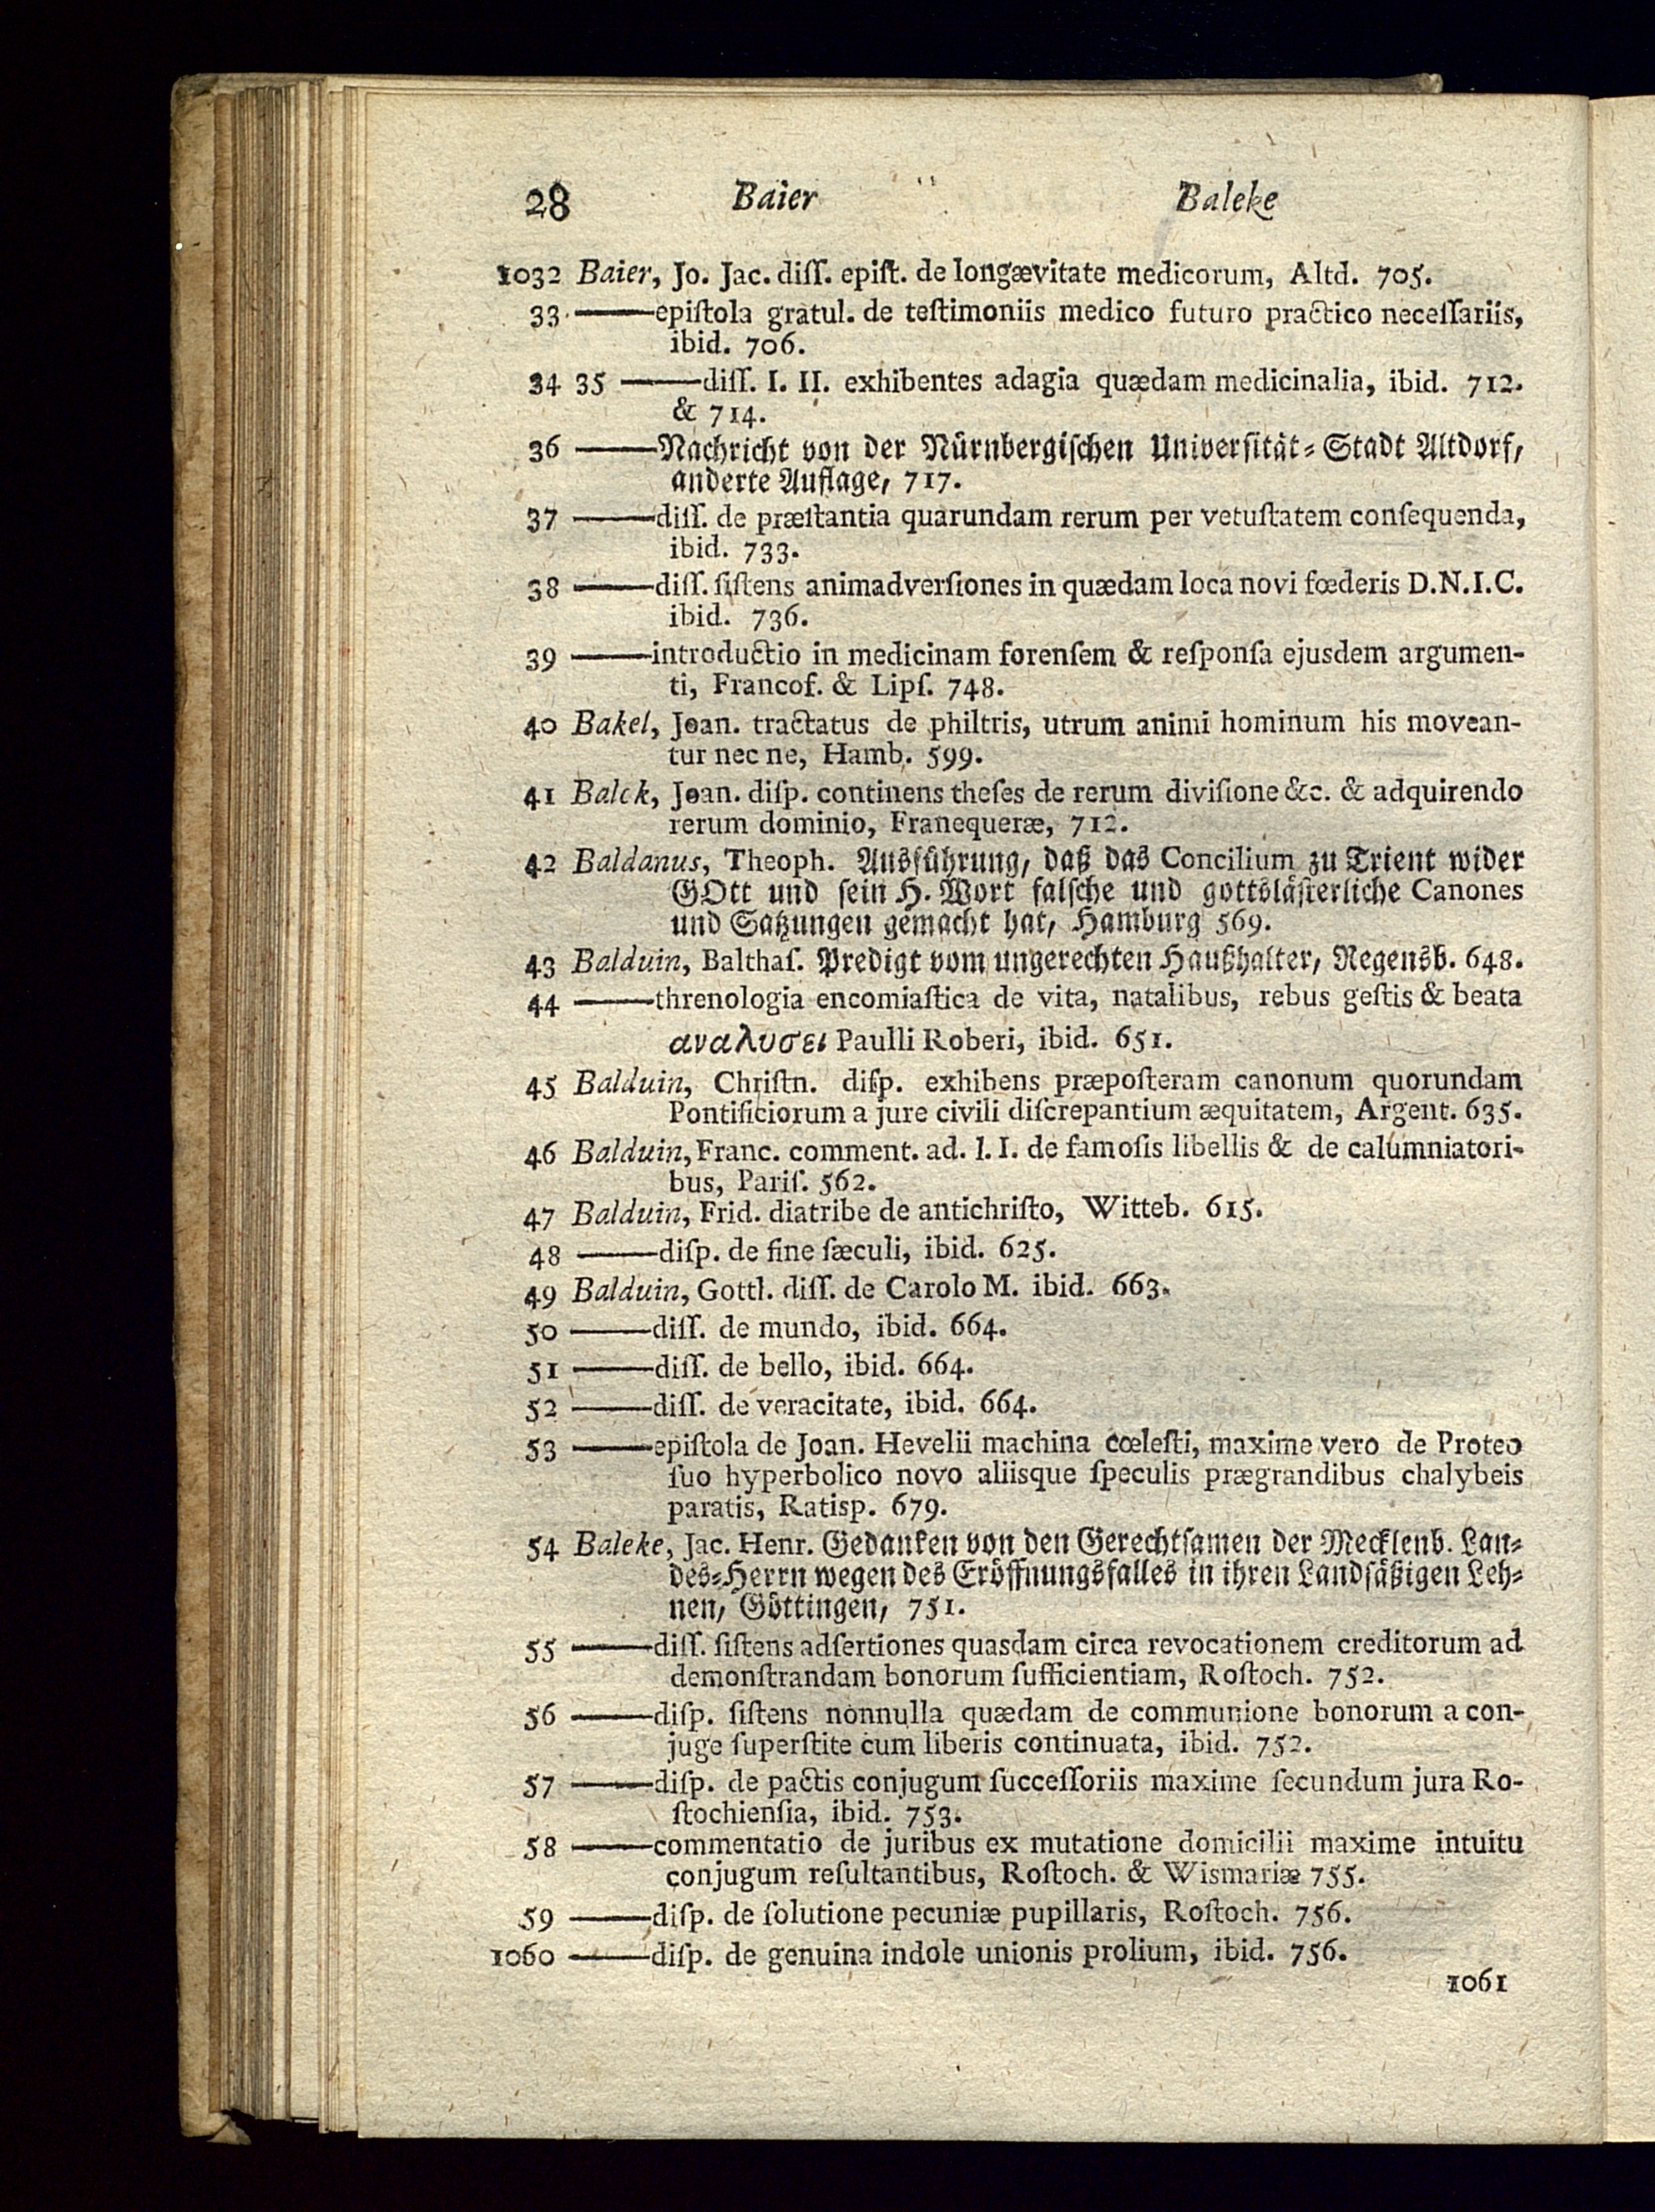 28 Baier Baleke
1032 Baier, Jo. Jac. diſſ. epiſt. de longævitate medicorum, Altd. 705.
33 ——epiſtola gratul. de teſtimoniis medico futuro practico neceſſariis,
ibid. 706.
34 35 ——diſſ. I. II. exhibentes adagia quædam medicinalia, ibid. 712.
& 714.
36 ——Nachricht von der Nürnbergiſchen Univerſität-Stadt Altdorf,
anderte Auflage, 717.
37 ——diſſ. de præſtantia quarundam rerum per vetuſtatem conſequenda,
ibid. 733.
38 ——diſſ. ſiſtens animadverſiones in quædam loca novi fœderis D.N.I.C.
ibid. 736.
39 ——introductio in medicinam forenſem & reſponſa ejusdem argumen-
ti, Francof. & Lipſ. 748.
40 Bakel, Joan. tractatus de philtris, utrum animi hominum his movean-
tur nec ne, Hamb. 599.
41 Balck, Joan. diſp. continens theſes de rerum diviſione &c. & adquirendo
rerum dominio, Franequeræ, 712.
42 Baldanus, Theoph. Ausführung, daß das Concilium zu Trient wider
GOtt und ſein H. Wort falſche und gottsläſterliche Canones
und Satzungen gemacht hat, Hamburg 569.
43 Balduin, Balthaſ. Predigt vom ungerechten Haußhalter, Regensb. 648.
44 ——threnologia encomiaſtica de vita, natalibus, rebus geſtis & beata
αναλυσει Paulli Roberi, ibid. 651.
45 Balduin, Chriſtn. diſp. exhibens præpoſteram canonum quorundam
Pontificiorum a jure civili diſcrepantium æquitatem, Argent. 635.
46 Balduin, Franc. comment. ad. l. I. de famoſis libellis & de calumniatori-
bus, Pariſ. 562.
47 Balduin, Frid. diatribe de antichriſto, Witteb. 615.
48 ——diſp. de fine ſæculi, ibid. 625.
49 Balduin, Gottl. diſſ. de Carolo M. ibid. 663.
50 ——diſſ. de mundo, ibid. 664.
51 ——diſſ. de bello, ibid. 664.
52 ——diſſ. de veracitate, ibid. 664.
53 ——epiſtola de Joan. Hevelii machina cœleſti, maxime vero de Proteo
ſuo hyperbolico novo aliisque ſpeculis prægrandibus chalybeis
paratis, Ratisp. 679.
54 Baleke, Jac. Henr. Gedanken von den Gerechtſamen der Mecklenb. Lan-
des-Herrn wegen des Eröffnungsfalles in ihren Landſäßigen Leh-
nen, Göttingen, 751.
55 ——diſſ. ſiſtens adſertiones quasdam circa revocationem creditorum ad
demonſtrandam bonorum ſufficientiam, Roſtoch. 752.
56 ——diſp. ſiſtens nonnulla quædam de communione bonorum a con-
juge ſuperſtite cum liberis continuata, ibid. 752.
57 ——diſp. de pactis conjugum ſucceſſoriis maxime ſecundum jura Ro-
ſtochienſia, ibid. 753.
58 ——commentatio de juribus ex mutatione domicilii maxime intuitu
conjugum reſultantibus, Roſtoch. & Wismariæ 755.
59 ——diſp. de ſolutione pecuniæ pupillaris, Roſtoch. 756.
1060 ——diſp. de genuina indole unionis prolium, ibid. 756.
1061